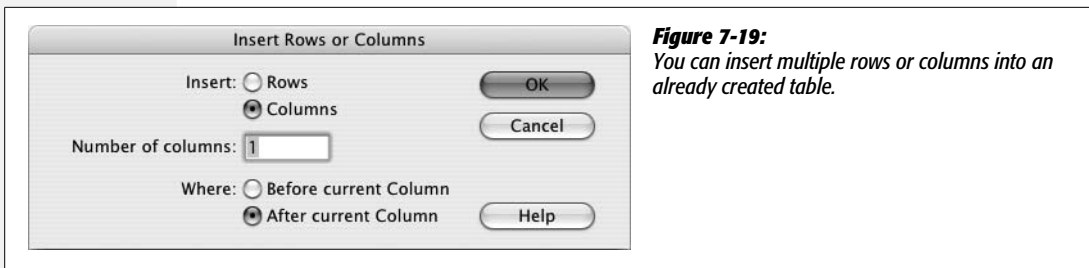 Insert Rows or Columns
Insert: Rows
Columns
Number of columns: 1
Where: Before current Column
After current Column
OK
Cancel
Help
Figure 7-19:
You can insert multiple rows or columns into an
already created table.